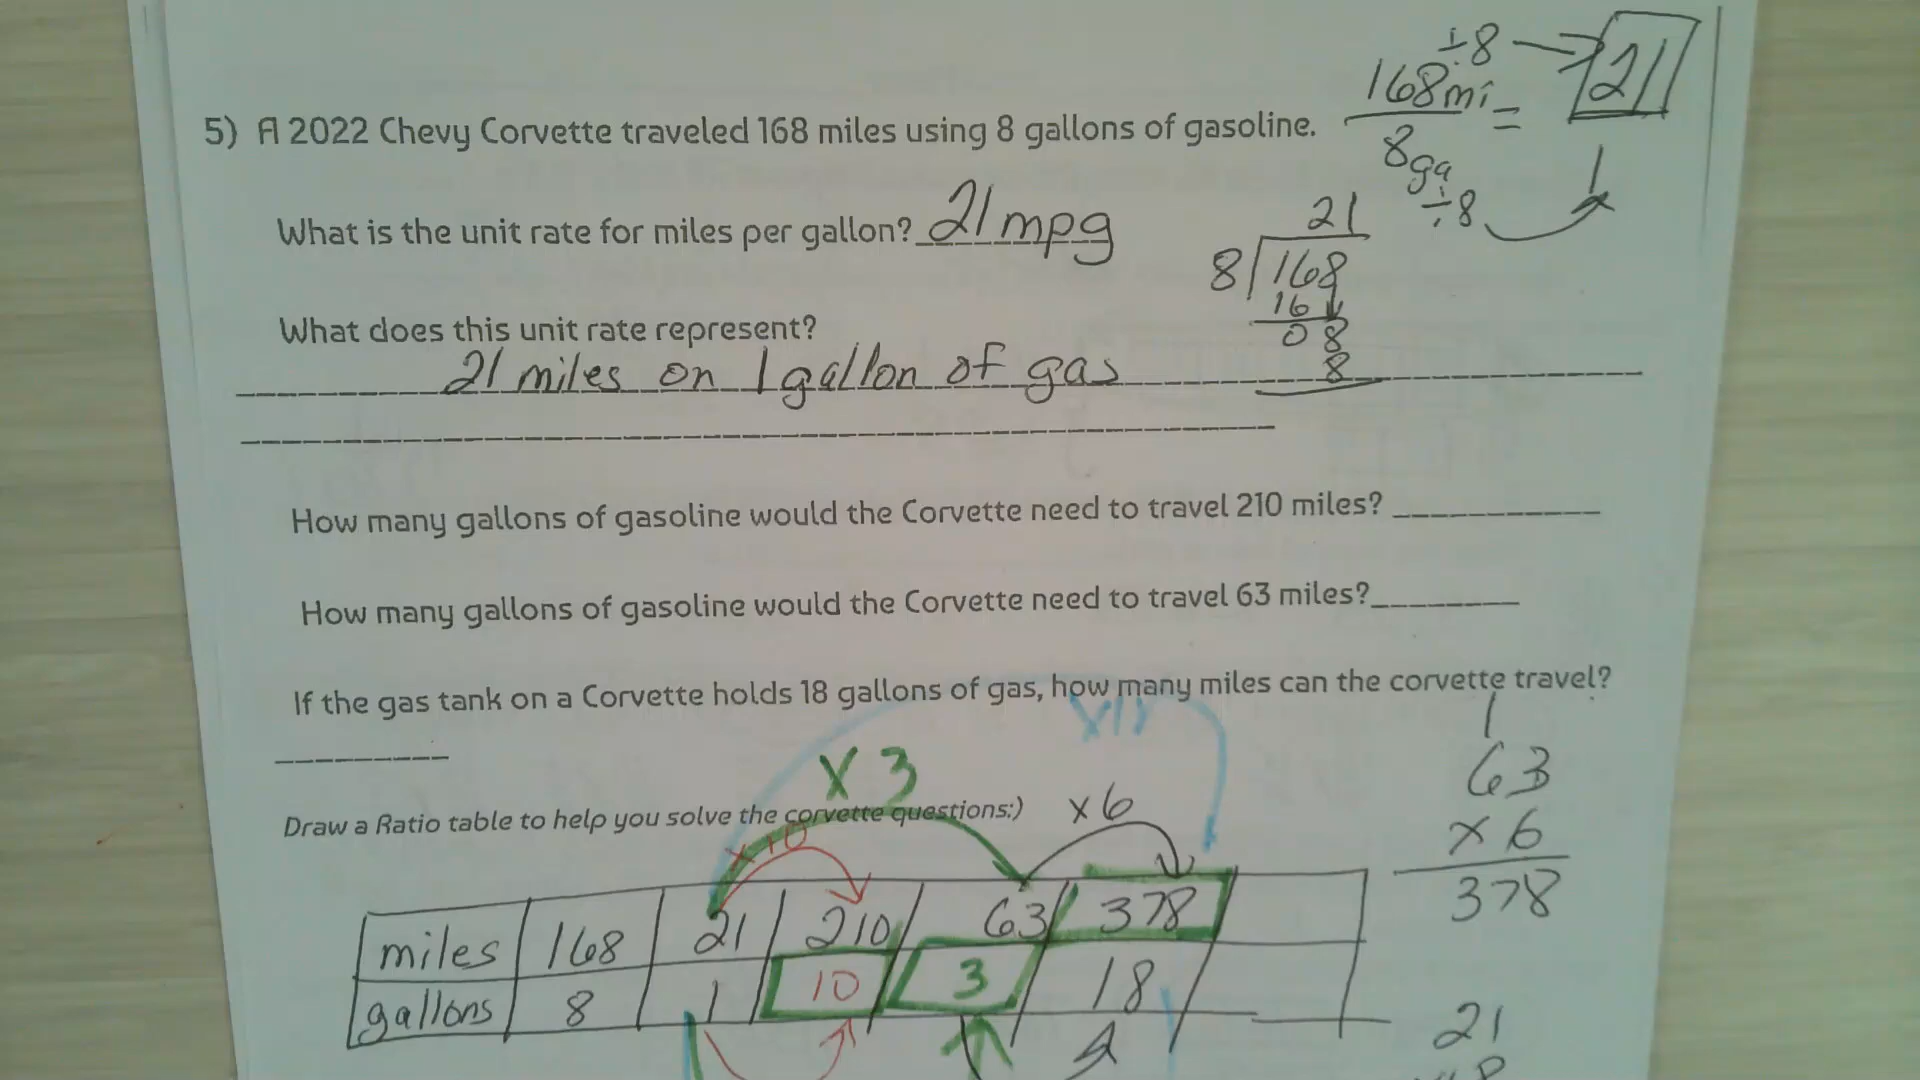 ÷8 → 21
168mi =
8ga
÷8
1
5) A 2022 Chevy Corvette traveled 168 miles using 8 gallons of gasoline.
What is the unit rate for miles per gallon? 21 mpg
21
8 168
16
08
8
What does this unit rate represent?
21 miles on 1 gallon of gas
How many gallons of gasoline would the Corvette need to travel 210 miles?
How many gallons of gasoline would the Corvette need to travel 63 miles?
If the gas tank on a Corvette holds 18 gallons of gas, how many miles can the corvette travel?
x 3
Draw a Ratio table to help you solve the corvette questions:)
x10
x 6
1
63
x 6
378
miles 168 21 210 63 378
gallons 8 1 10 3 18
21